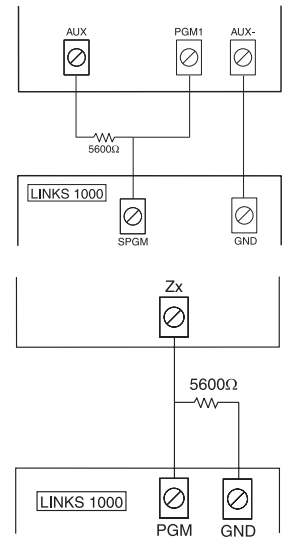 AUX PGM1 AUX-
5600Ω
LINKS 1000
SPGM GND
Zx
5600Ω
LINKS 1000
PGM GND